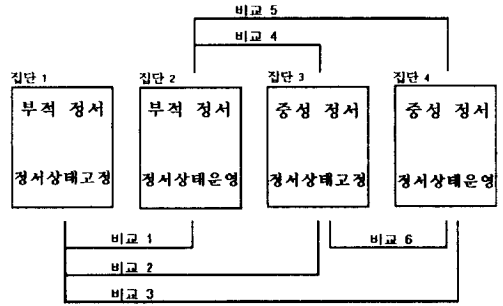 비교 5
비교 4
집단 1
집단 2
집단 3
집단 4
부적 정서
부적 정서
중성 정서
중성 정서
정서상태고정
정서상태운영
정서상태고정
정서상태운영
비교 1
비교 6
비교 2
비교 3